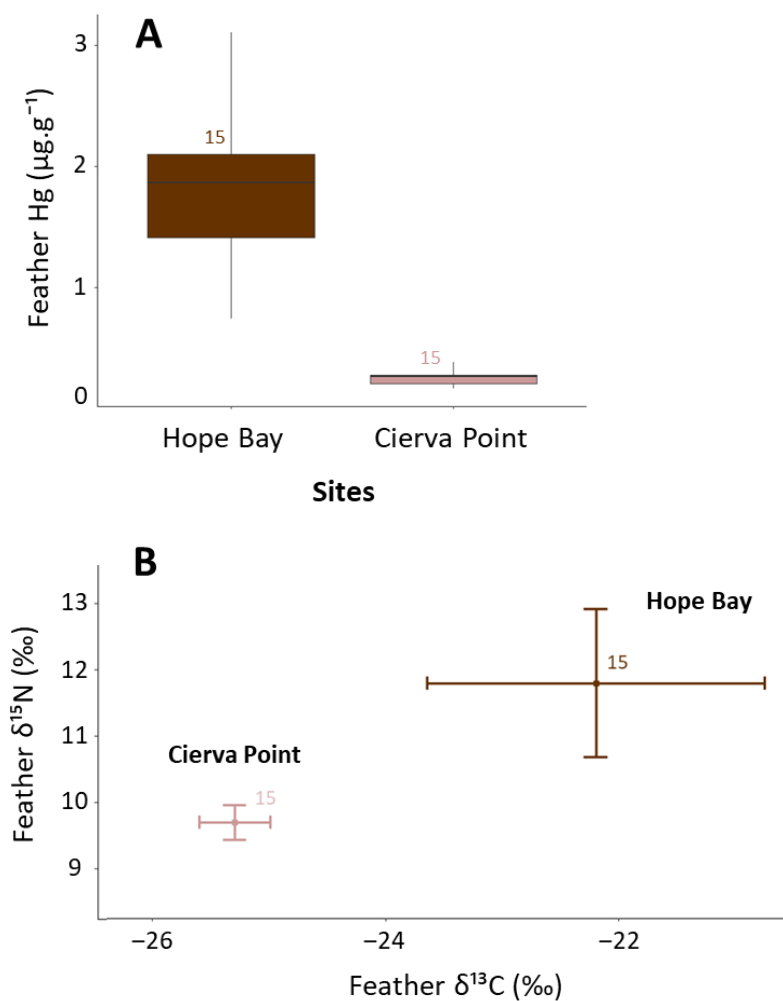 A
Feather Hg (µg.g⁻¹)
3
2
1
0
15
15
Hope Bay
Cierva Point
Sites
B
Feather δ¹⁵N (‰)
13
12
11
10
9
Hope Bay
15
Cierva Point
15
−26
−24
−22
Feather δ¹³C (‰)